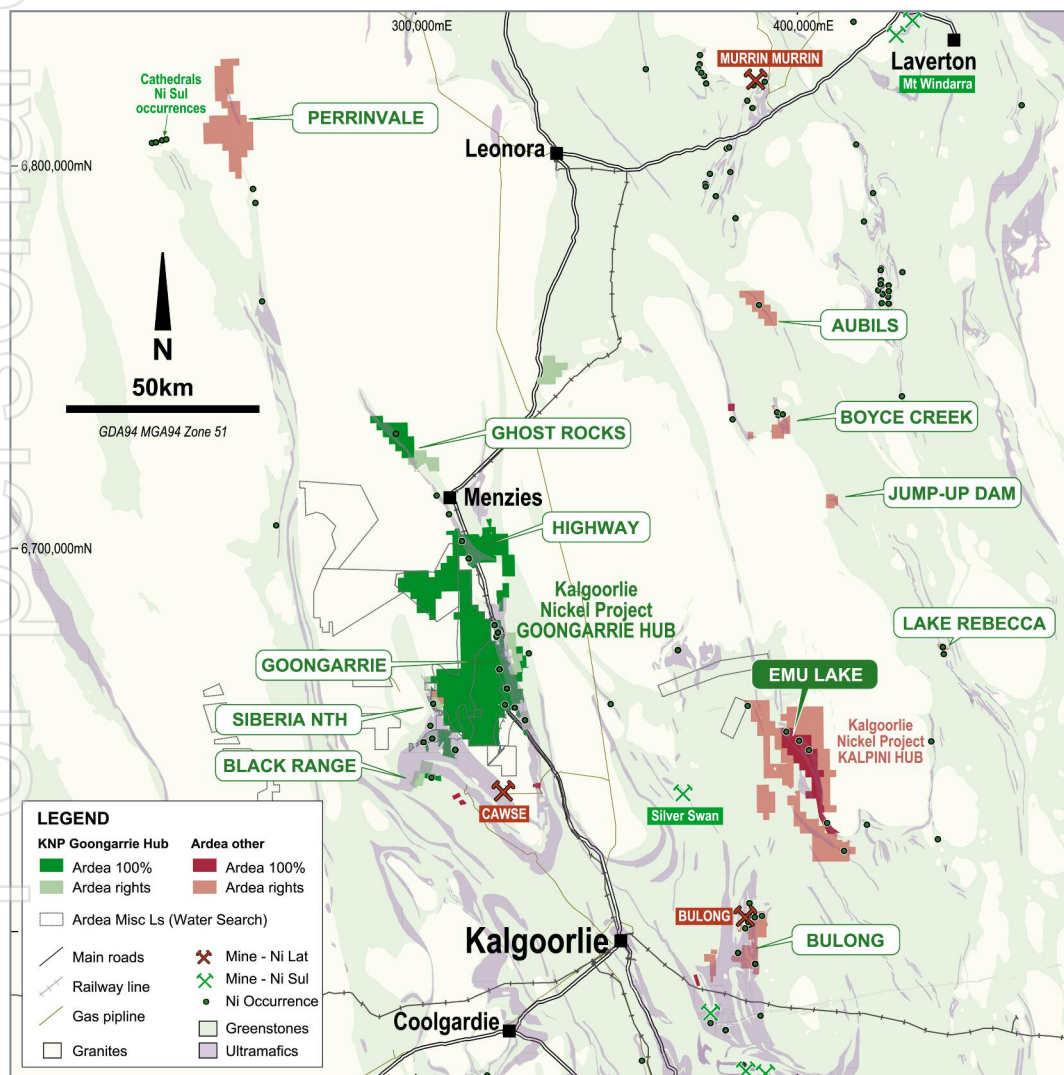 300,000mE
400,000mE
MURRIN MURRIN
Laverton
Mt Windarra
Cathedrals
Ni Sul
occurrences
PERRINVALE
Leonora
6,800,000mN
N
50km
GDA94 MGA94 Zone 51
AUBILS
BOYCE CREEK
GHOST ROCKS
JUMP-UP DAM
Menzies
HIGHWAY
6,700,000mN
Kalgoorlie
Nickel Project
GOONGARRIE HUB
LAKE REBECCA
GOONGARRIE
EMU LAKE
SIBERIA NTH
Kalgoorlie
Nickel Project
KALPINI HUB
BLACK RANGE
CAWSE
Silver Swan
BULONG
BULONG
Kalgoorlie
Coolgardie
LEGEND
KNP Goongarrie Hub
Ardea other
Ardea 100%
Ardea 100%
Ardea rights
Ardea rights
Ardea Misc Ls (Water Search)
Main roads
Mine - Ni Lat
Railway line
Mine - Ni Sul
Gas pipline
Ni Occurrence
Greenstones
Granites
Ultramafics